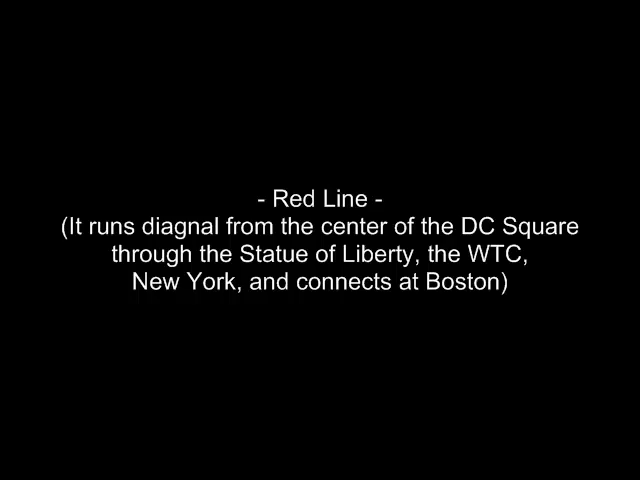 - Red Line -
(It runs diagnal from the center of the DC Square
through the Statue of Liberty, the WTC,
New York, and connects at Boston)